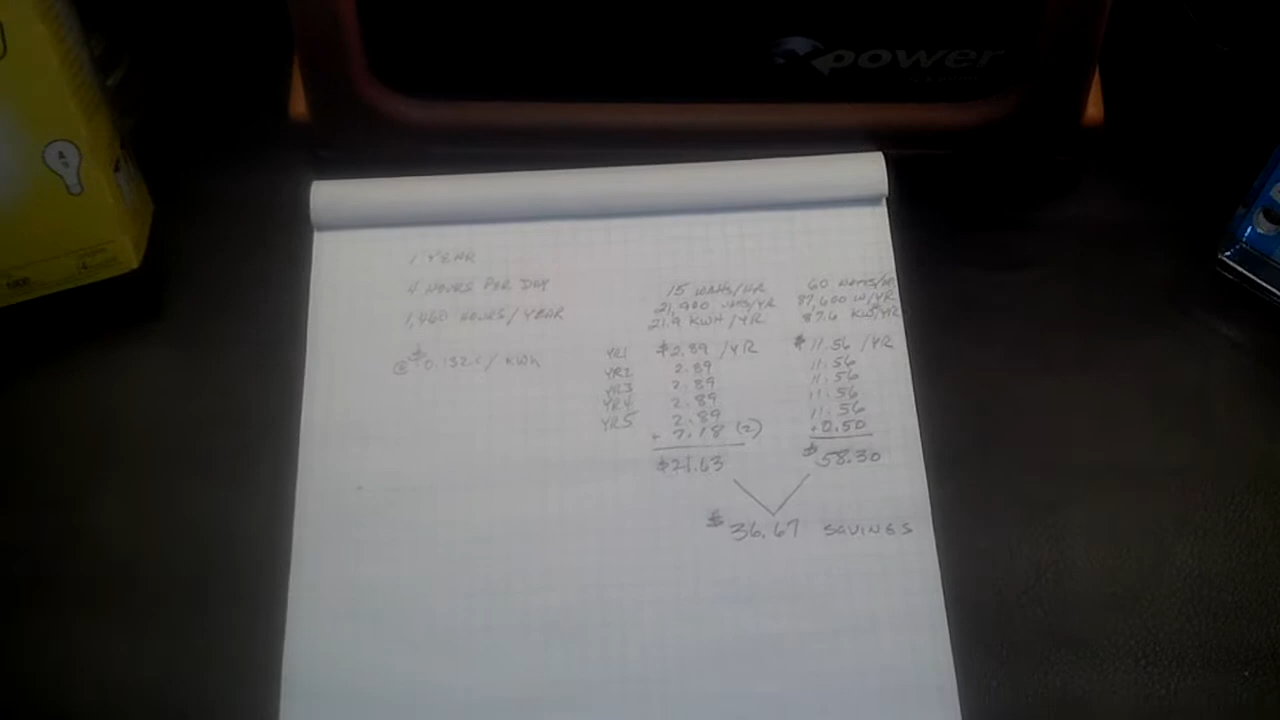 power
1 YEAR
4 HOURS PER DAY
1,460 HOURS / YEAR
@ $0.132 / KWh
15 WATTS/HR 60 WATTS/HR
21,900 WATTS/YR 87,600 W/YR
21.9 KWH /YR 87.6 KW/YR
YR1 $2.89 /YR $11.56 /YR
YR2 2.89 11.56
YR3 2.89 11.56
YR4 2.89 11.56
YR5 2.89 11.56
+ 7.18 (2) +0.50
$21.63 $58.30
$36.67 SAVINGS